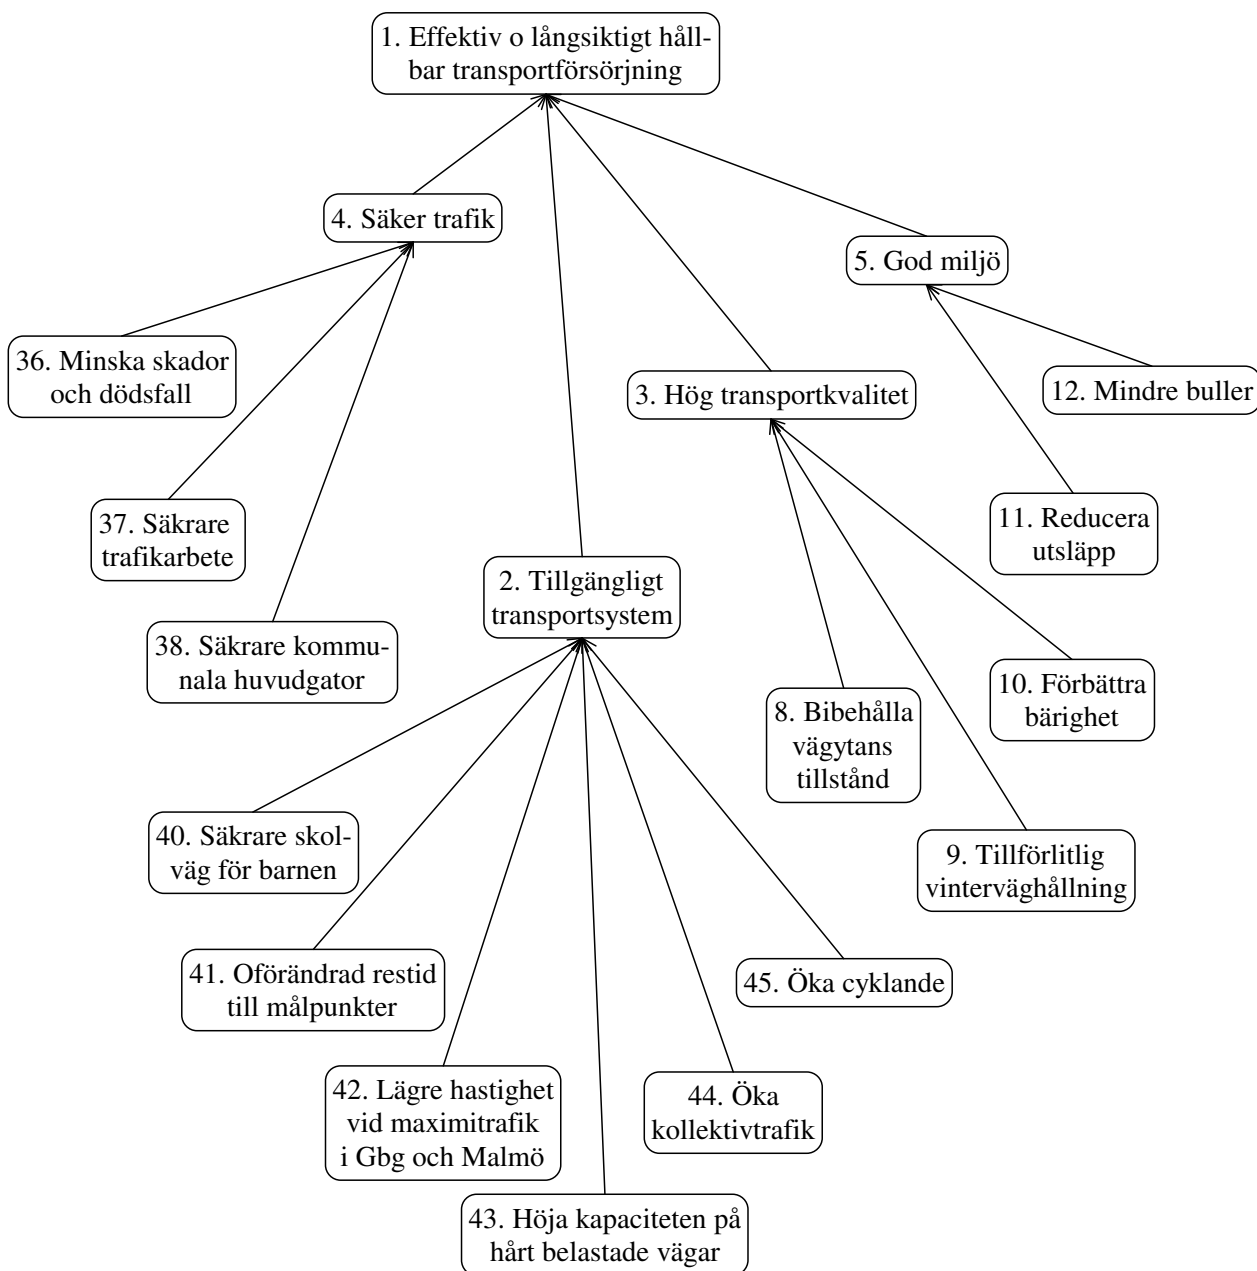 1. Effektiv o långsiktigt håll-
bar transportförsörjning
4. Säker trafik
5. God miljö
36. Minska skador
och dödsfall
3. Hög transportkvalitet
12. Mindre buller
37. Säkrare
trafikarbete
11. Reducera
utsläpp
2. Tillgängligt
transportsystem
38. Säkrare kommu-
nala huvudgator
10. Förbättra
bärighet
8. Bibehålla
vägytans
tillstånd
40. Säkrare skol-
väg för barnen
9. Tillförlitlig
vinterväghållning
41. Oförändrad restid
till målpunkter
45. Öka cyklande
42. Lägre hastighet
vid maximitrafik
i Gbg och Malmö
44. Öka
kollektivtrafik
43. Höja kapaciteten på
hårt belastade vägar